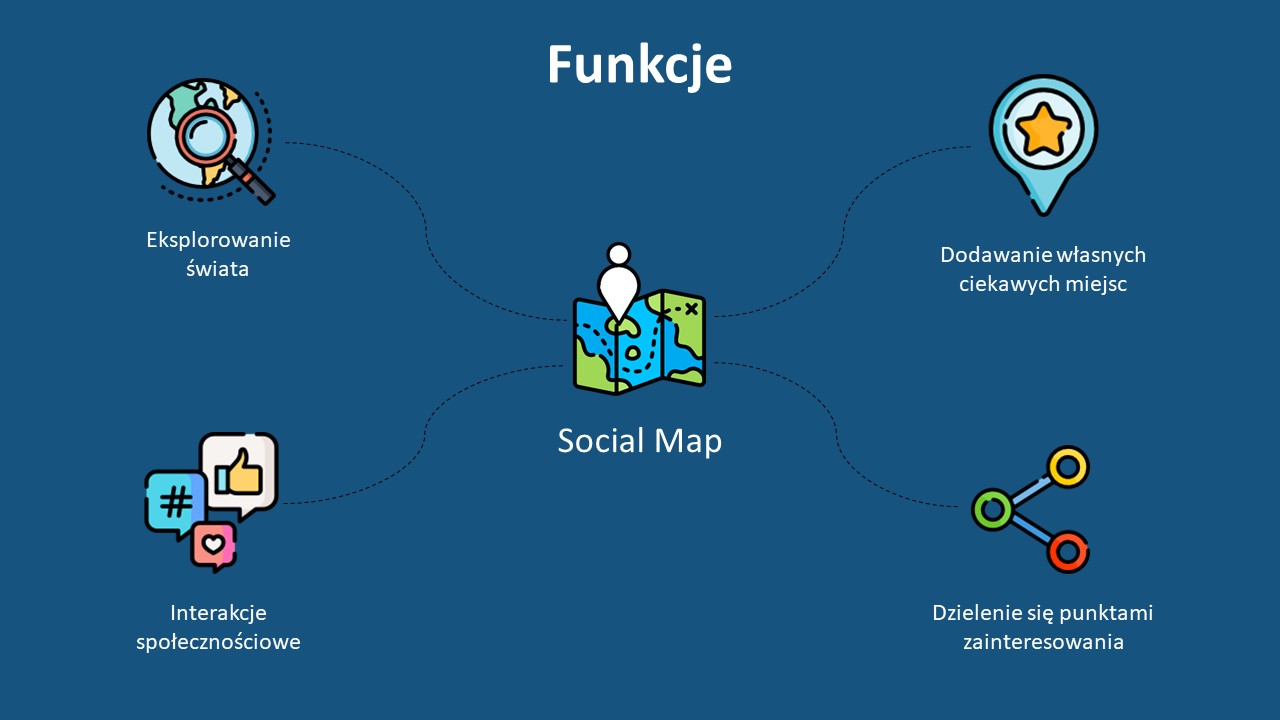 Funkcje
Eksplorowanie
świata
Dodawanie własnych
ciekawych miejsc
Social Map
Interakcje
społecznościowe
Dzielenie się punktami
zainteresowania